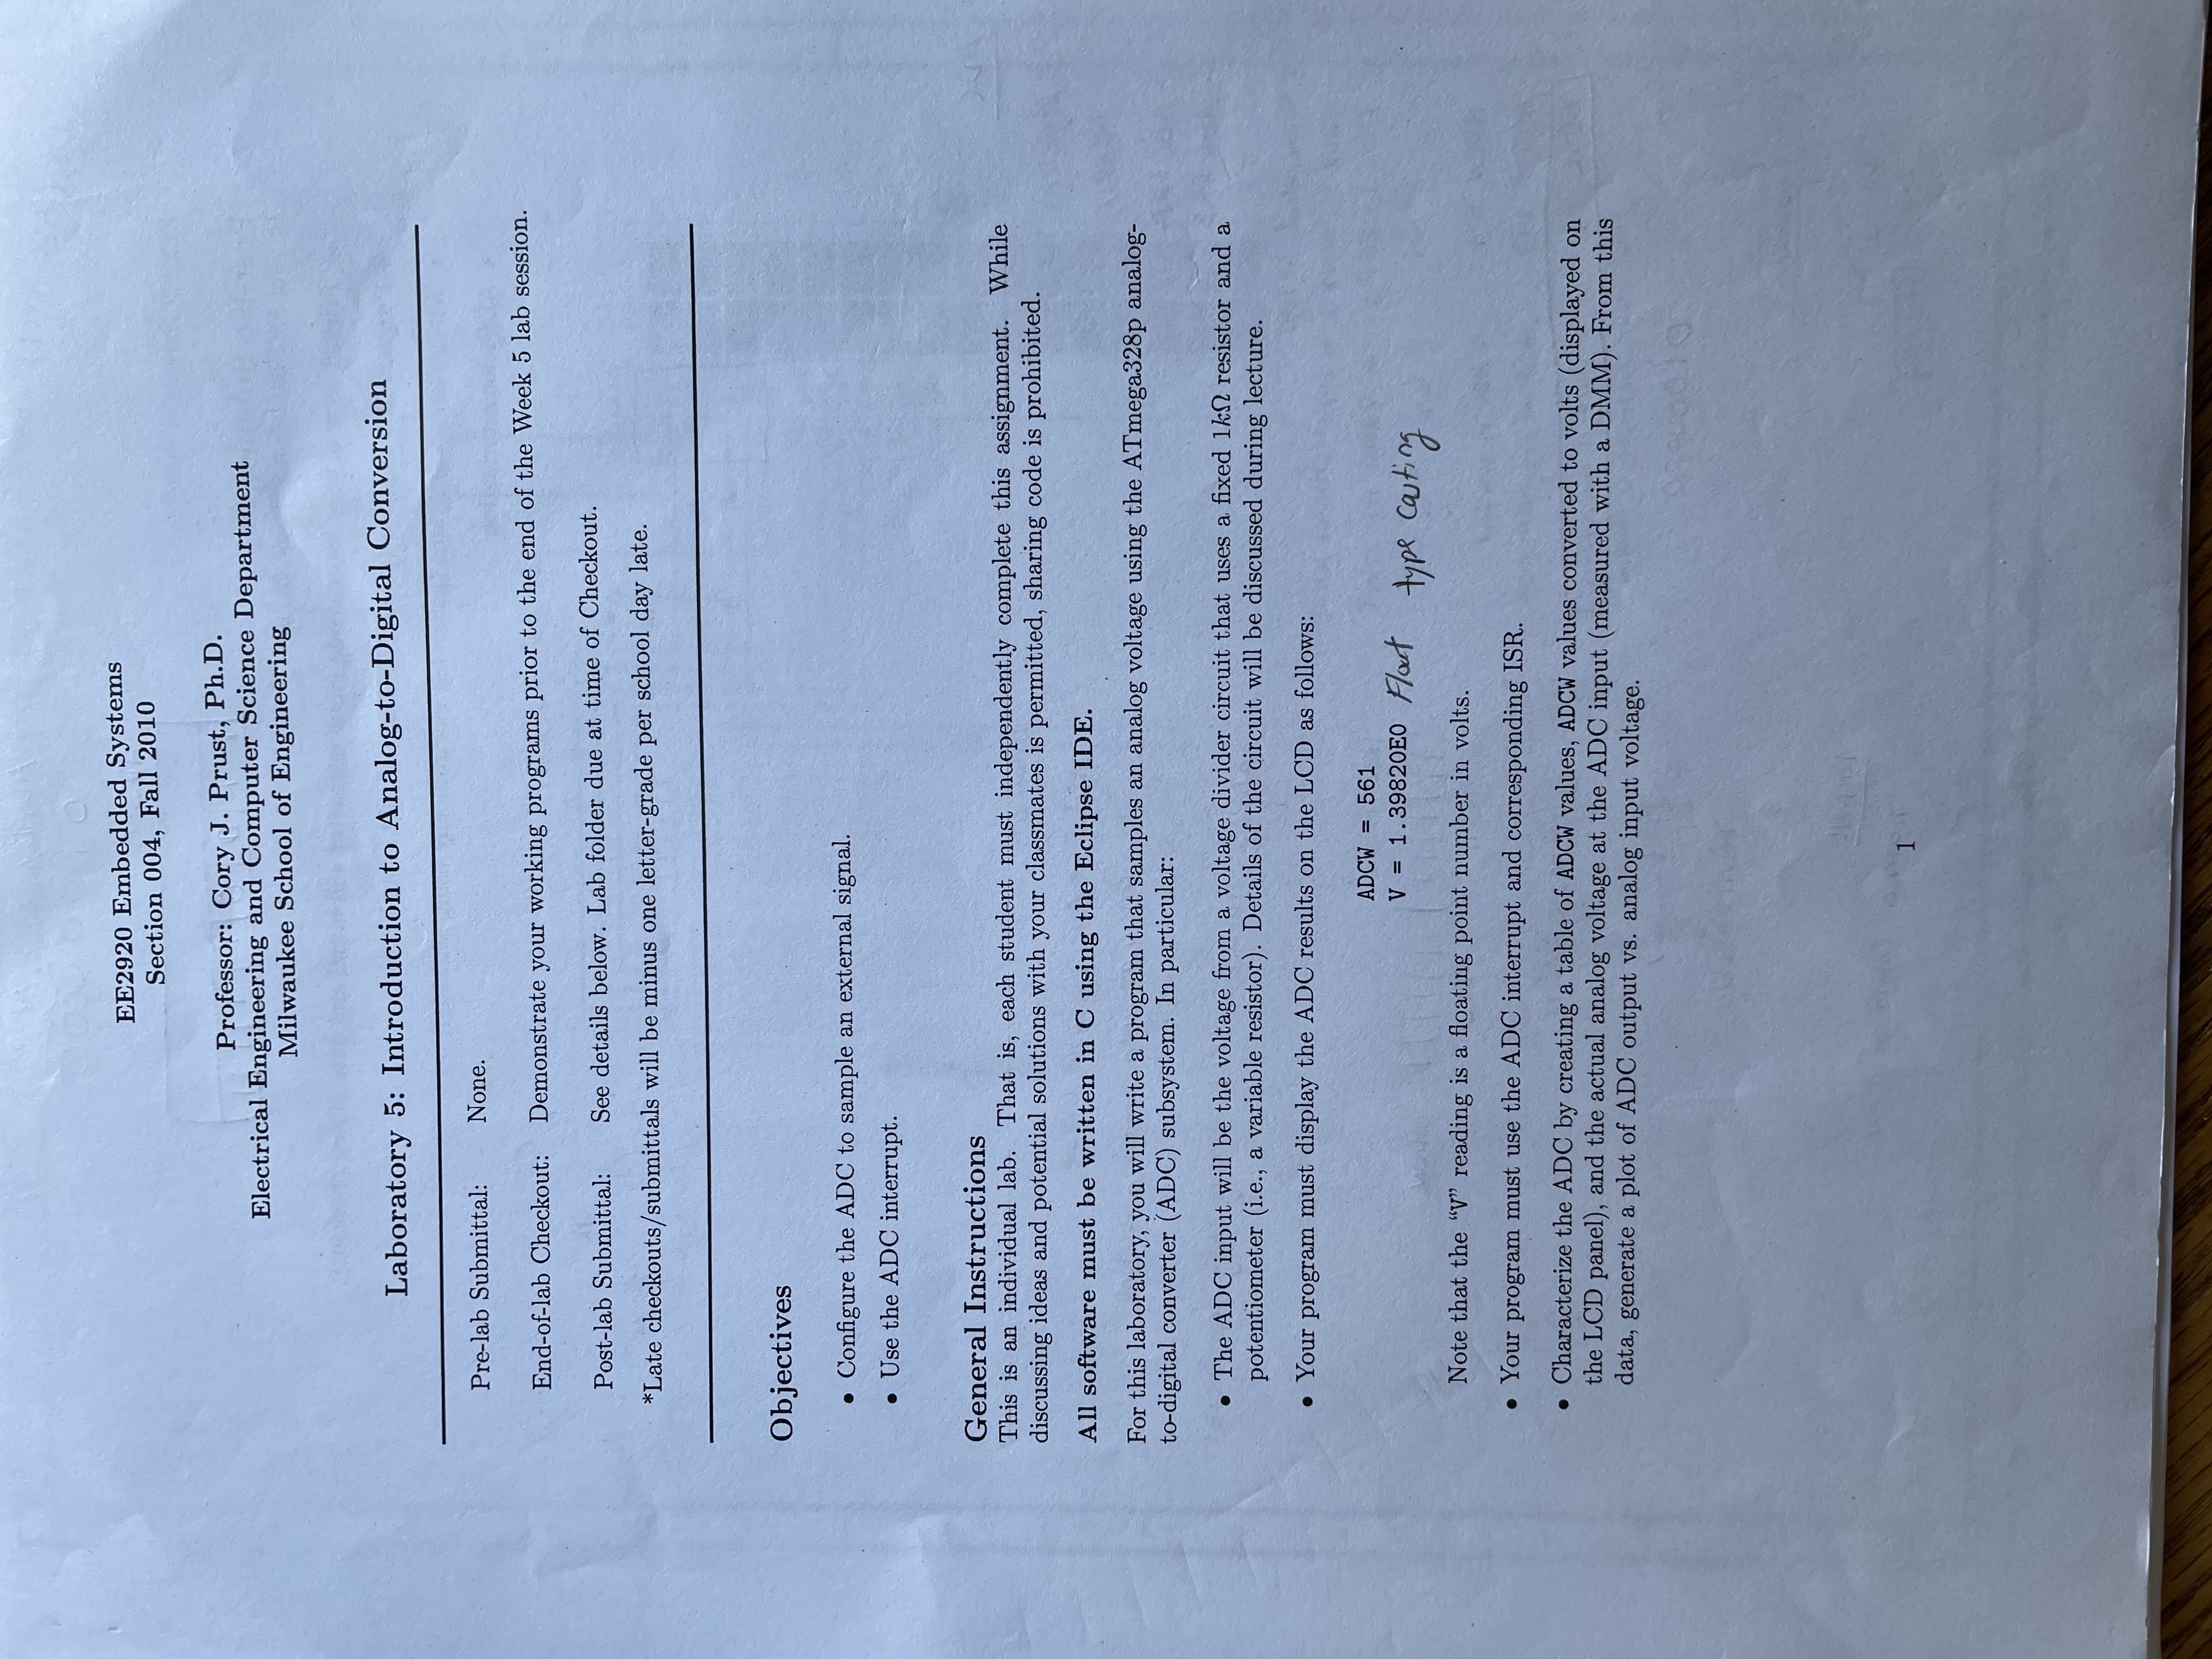 EE2920 Embedded Systems
Section 004, Fall 2010
Professor: Cory J. Prust, Ph.D.
Electrical Engineering and Computer Science Department
Milwaukee School of Engineering
Laboratory 5: Introduction to Analog-to-Digital Conversion
Pre-lab Submittal: None.
End-of-lab Checkout: Demonstrate your working programs prior to the end of the Week 5 lab session.
Post-lab Submittal: See details below. Lab folder due at time of Checkout.
*Late checkouts/submittals will be minus one letter-grade per school day late.
Objectives
• Configure the ADC to sample an external signal.
• Use the ADC interrupt.
General Instructions
This is an individual lab. That is, each student must independently complete this assignment. While
discussing ideas and potential solutions with your classmates is permitted, sharing code is prohibited.
All software must be written in C using the Eclipse IDE.
For this laboratory, you will write a program that samples an analog voltage using the ATmega328p analog-
to-digital converter (ADC) subsystem. In particular:
• The ADC input will be the voltage from a voltage divider circuit that uses a fixed 1kΩ resistor and a
potentiometer (i.e., a variable resistor). Details of the circuit will be discussed during lecture.
• Your program must display the ADC results on the LCD as follows:
ADCW = 561
V = 1.39820E0 Float type casting
Note that the “V” reading is a floating point number in volts.
• Your program must use the ADC interrupt and corresponding ISR.
• Characterize the ADC by creating a table of ADCW values, ADCW values converted to volts (displayed on
the LCD panel), and the actual analog voltage at the ADC input (measured with a DMM). From this
data, generate a plot of ADC output vs. analog input voltage.
1